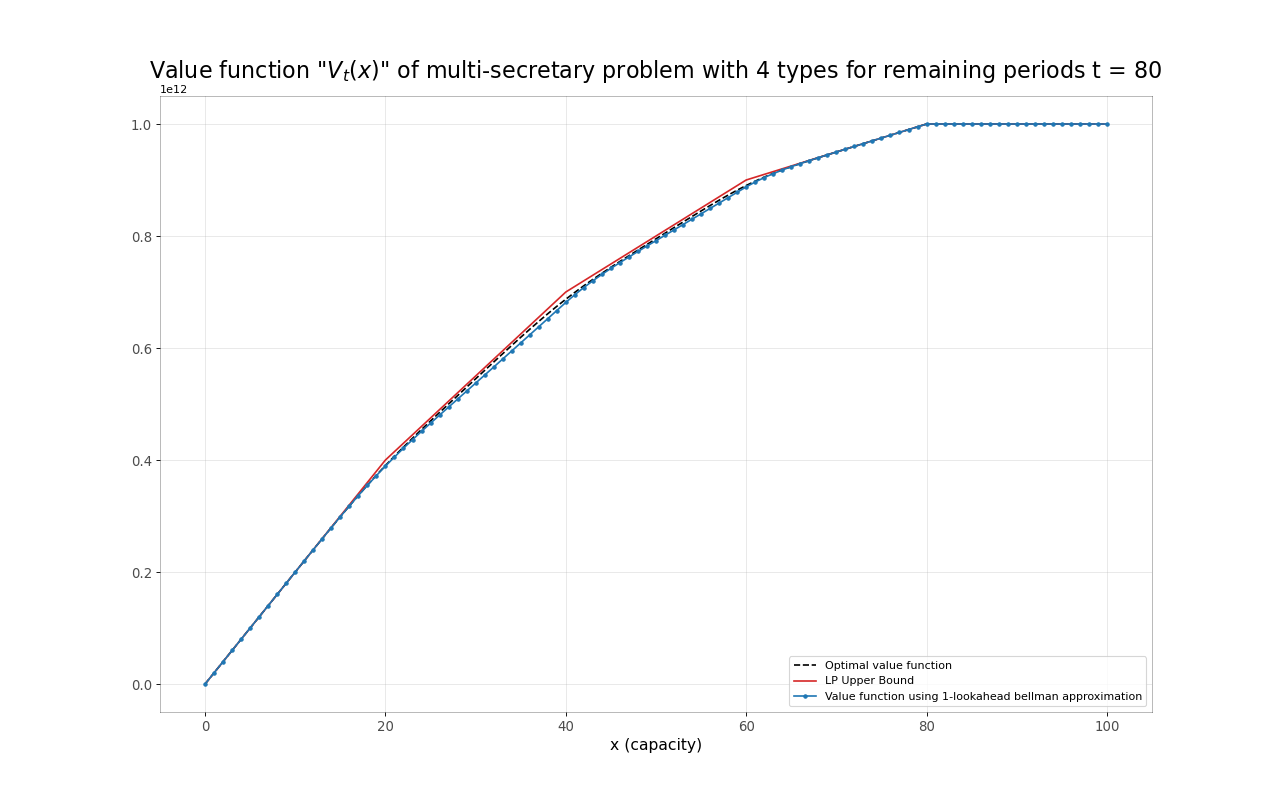 Value function "V_t(x)" of multi-secretary problem with 4 types for remaining periods t = 80
1e12
1.0
0.8
0.6
0.4
0.2
0.0
0 20 40 60 80 100
x (capacity)
Optimal value function
LP Upper Bound
Value function using 1-lookahead bellman approximation